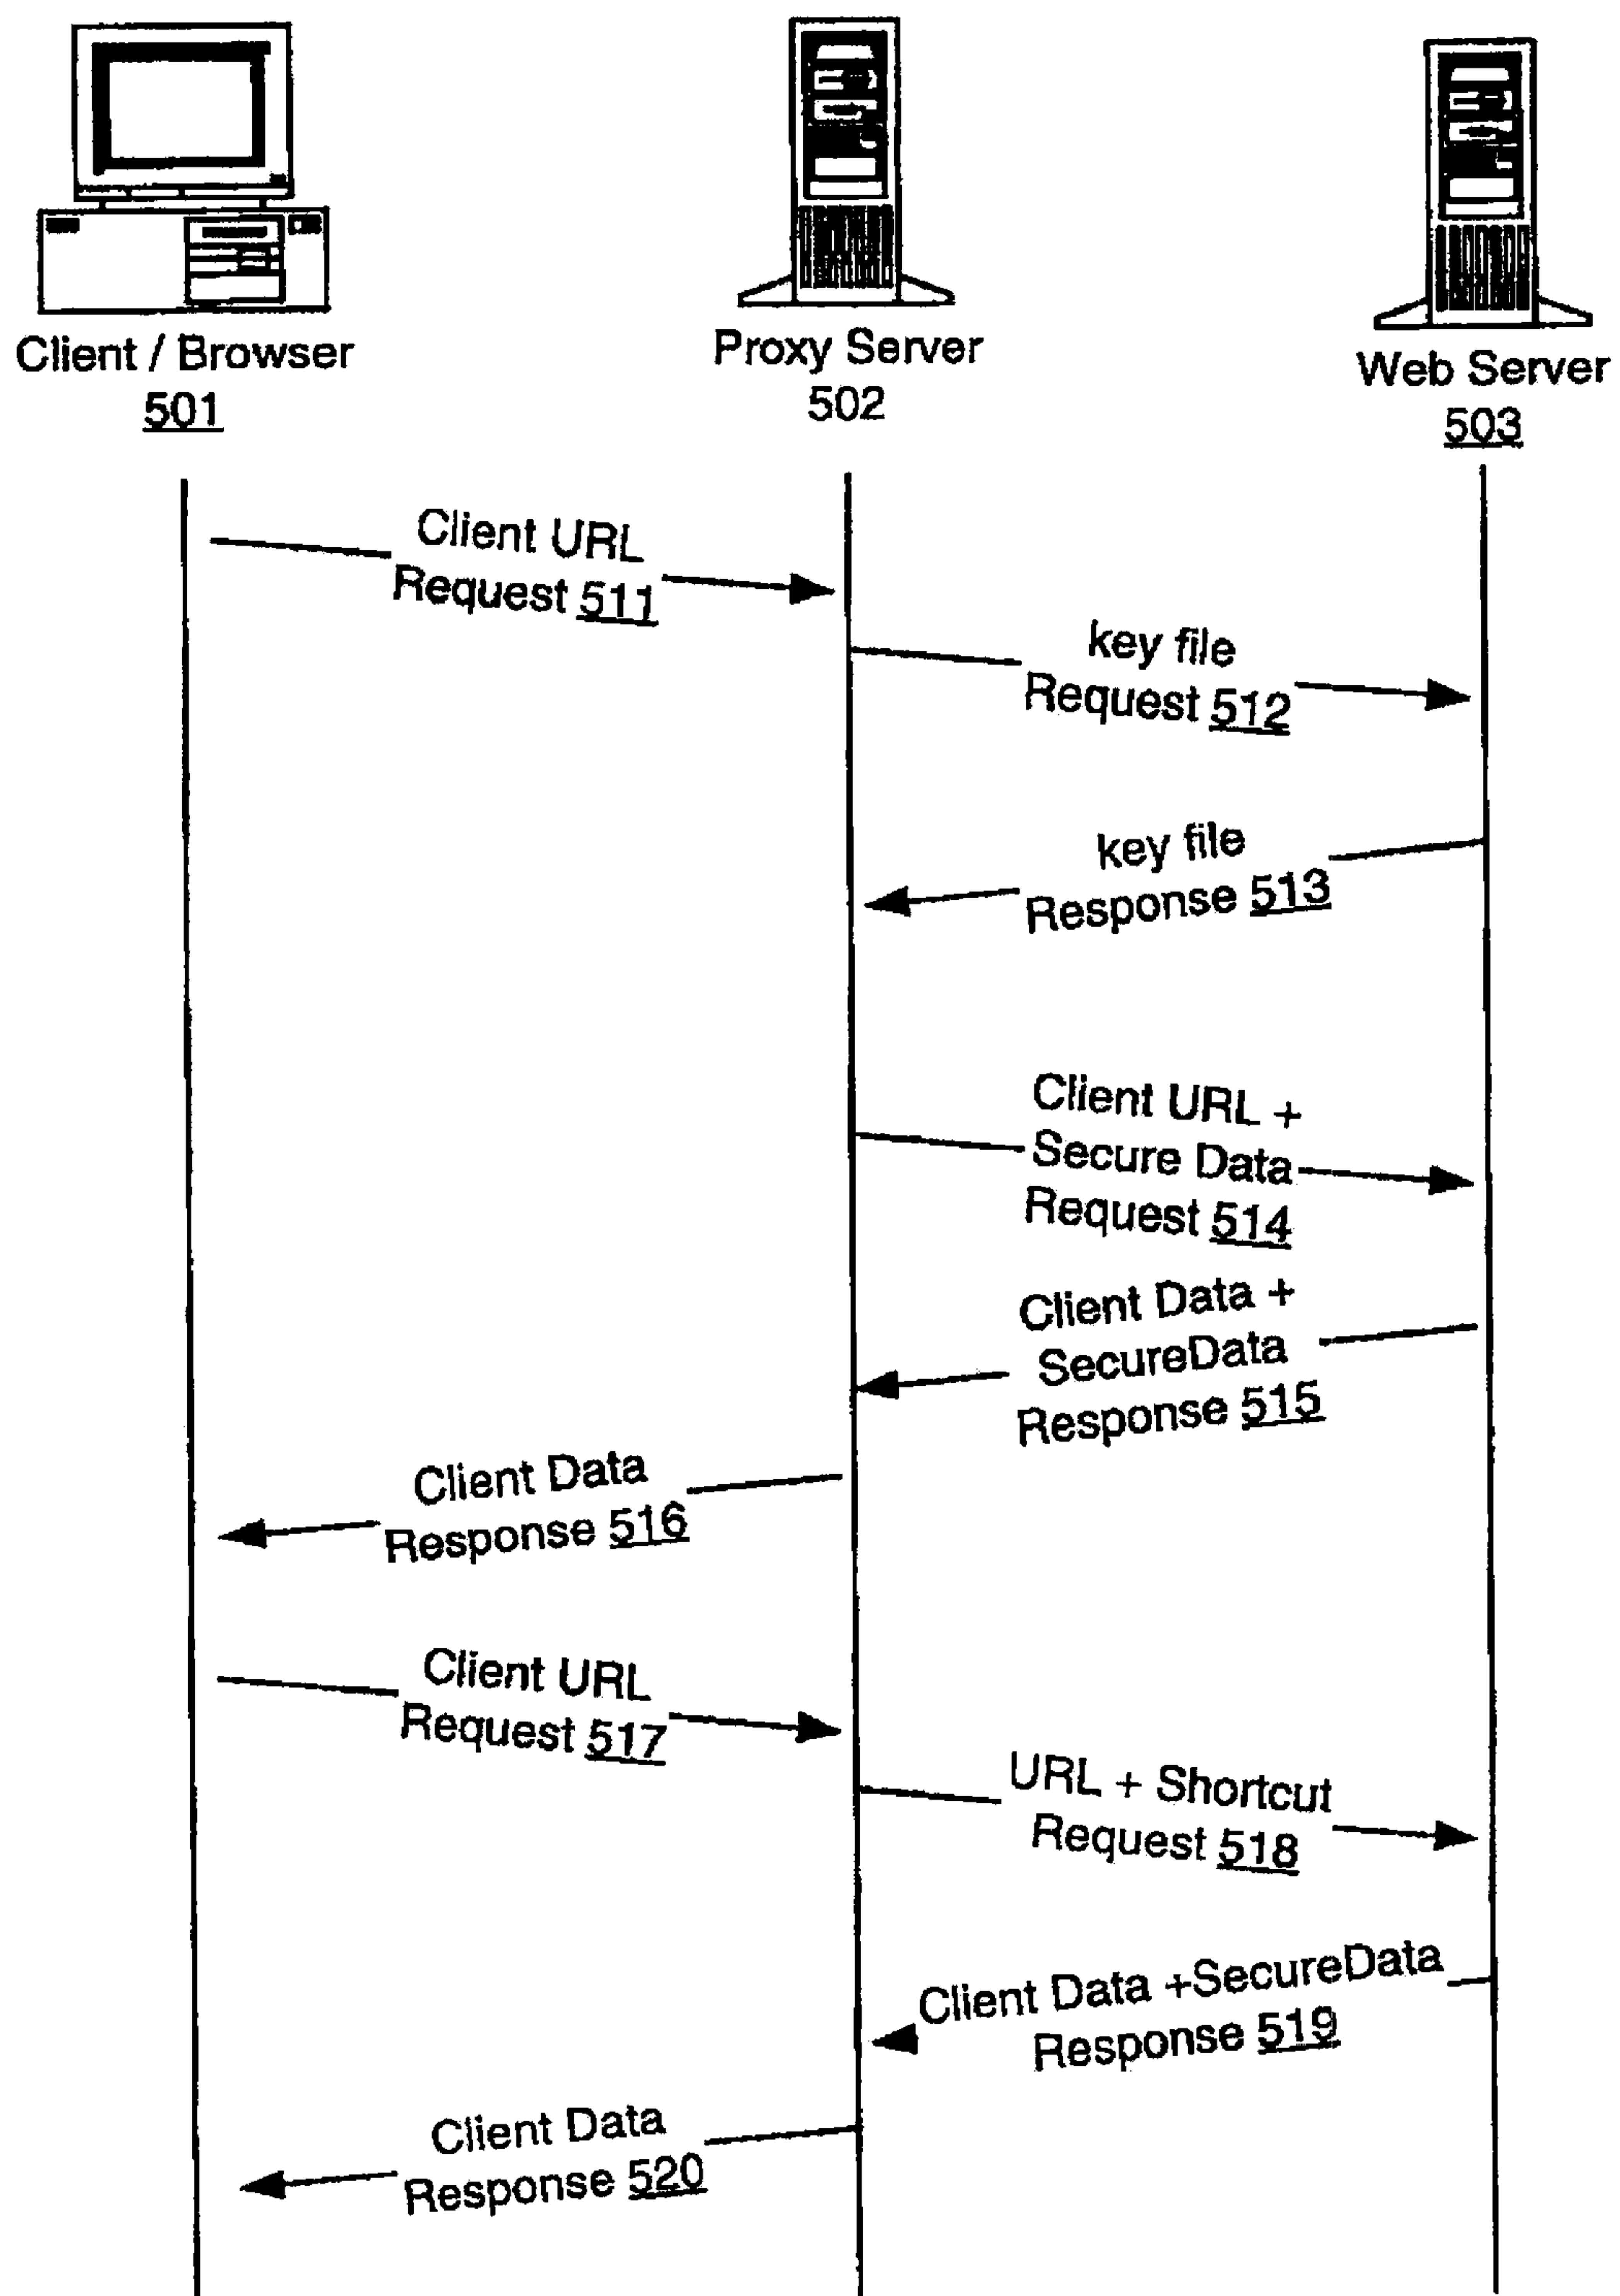 Client / Browser
501
Proxy Server
502
Web Server
503
Client URL
Request 511
key file
Request 512
key file
Response 513
Client URL +
Secure Data
Request 514
Client Data +
SecureData
Response 515
Client Data
Response 516
Client URL
Request 517
URL + Shortcut
Request 518
Client Data +SecureData
Response 519
Client Data
Response 520